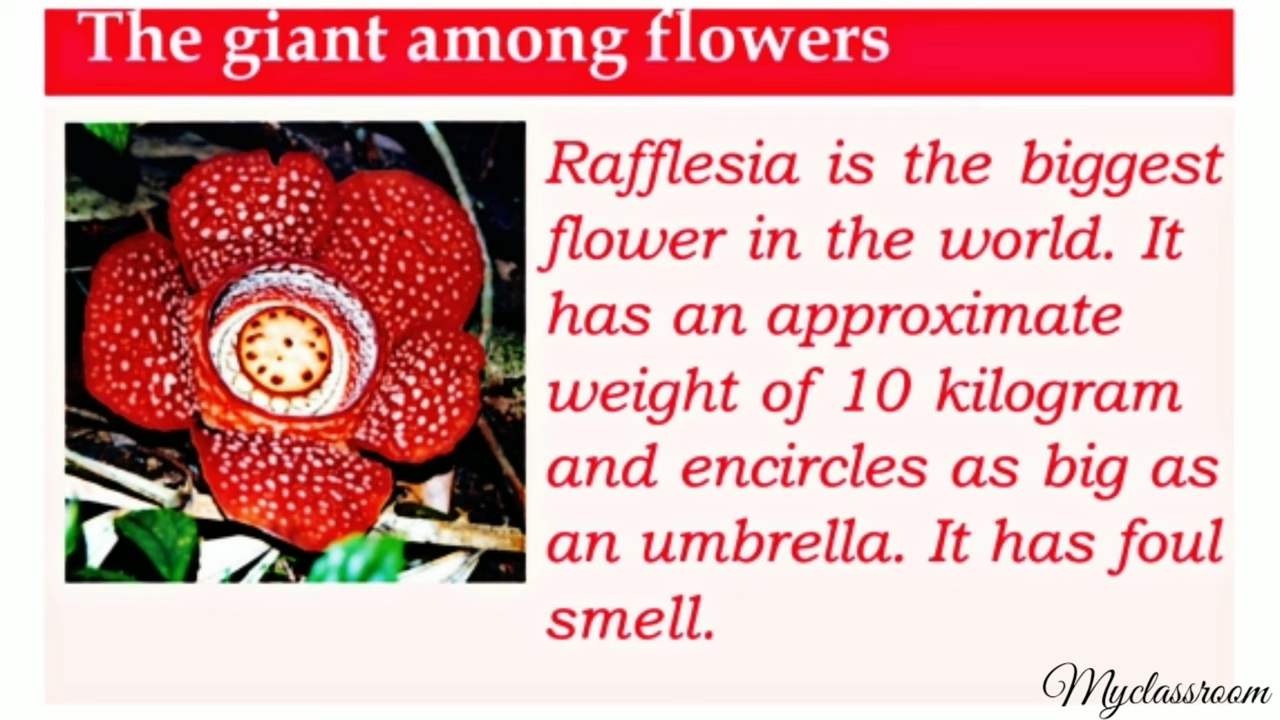 The giant among flowers
Rafflesia is the biggest
flower in the world. It
has an approximate
weight of 10 kilogram
and encircles as big as
an umbrella. It has foul
smell.
Myclassroom